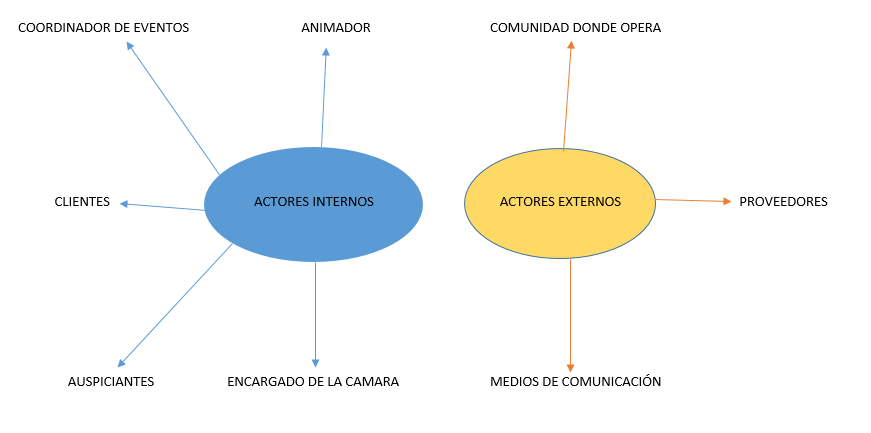 COORDINADOR DE EVENTOS
ANIMADOR
COMUNIDAD DONDE OPERA
CLIENTES
ACTORES INTERNOS
ACTORES EXTERNOS
PROVEEDORES
AUSPICIANTES
ENCARGADO DE LA CAMARA
MEDIOS DE COMUNICACIÓN